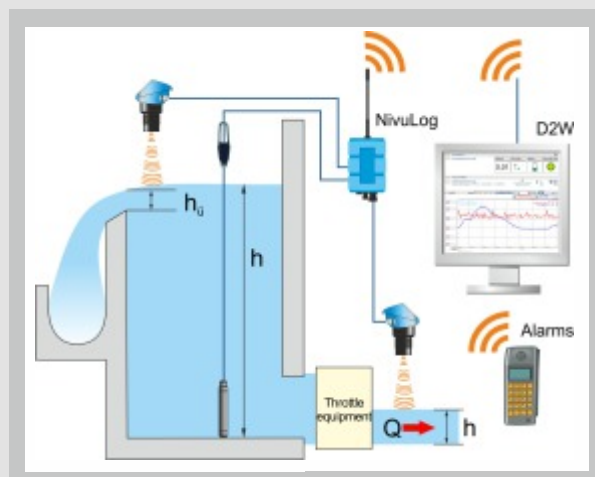 NivuLog
D2W
hü
h
Alarms
Throttle
equipment
Q
h